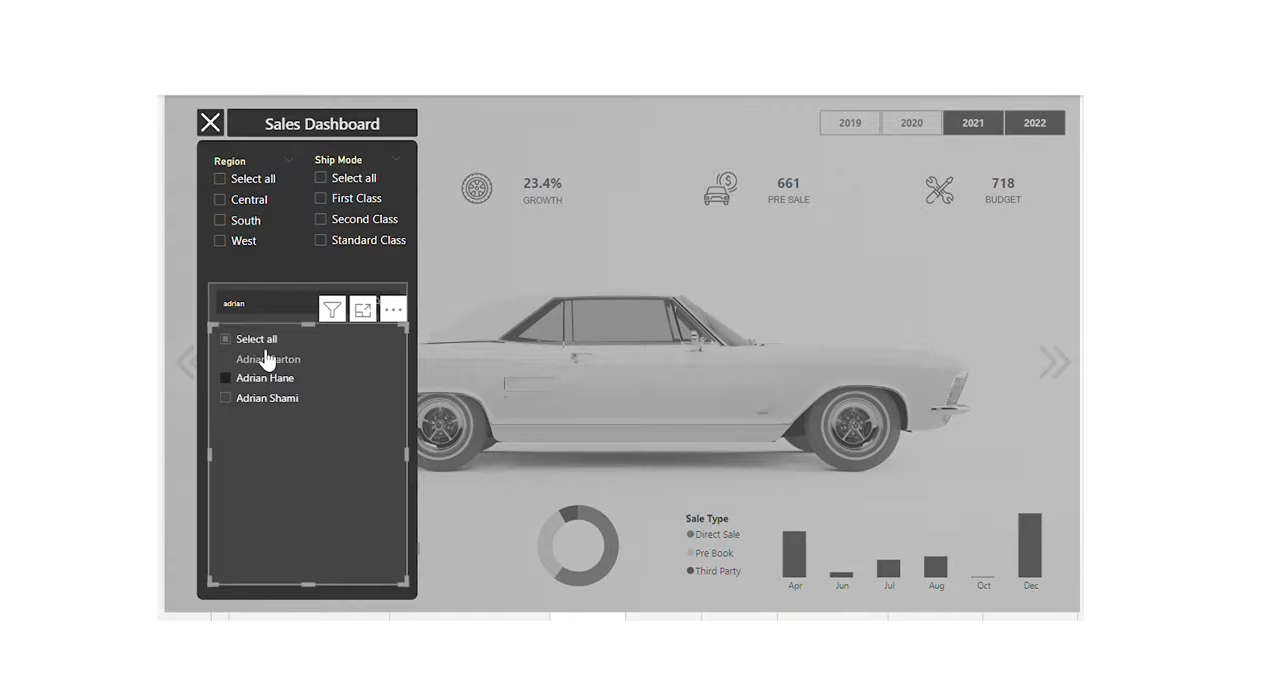 Sales Dashboard
2019
2020
2021
2022
Region
Select all
Central
South
West
Ship Mode
Select all
First Class
Second Class
Standard Class
23.4%
GROWTH
661
PRE SALE
718
BUDGET
adrian
Select all
Adrian
Adrian Hane
Adrian Shami
Sale Type
Direct Sale
Pre Book
Third Party
Apr
Jun
Jul
Aug
Oct
Dec